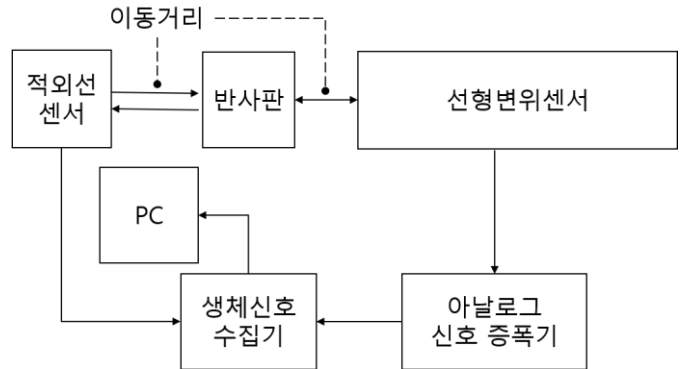 이동거리
적외선
센서
반사판
선형변위센서
PC
생체신호
수집기
아날로그
신호 증폭기